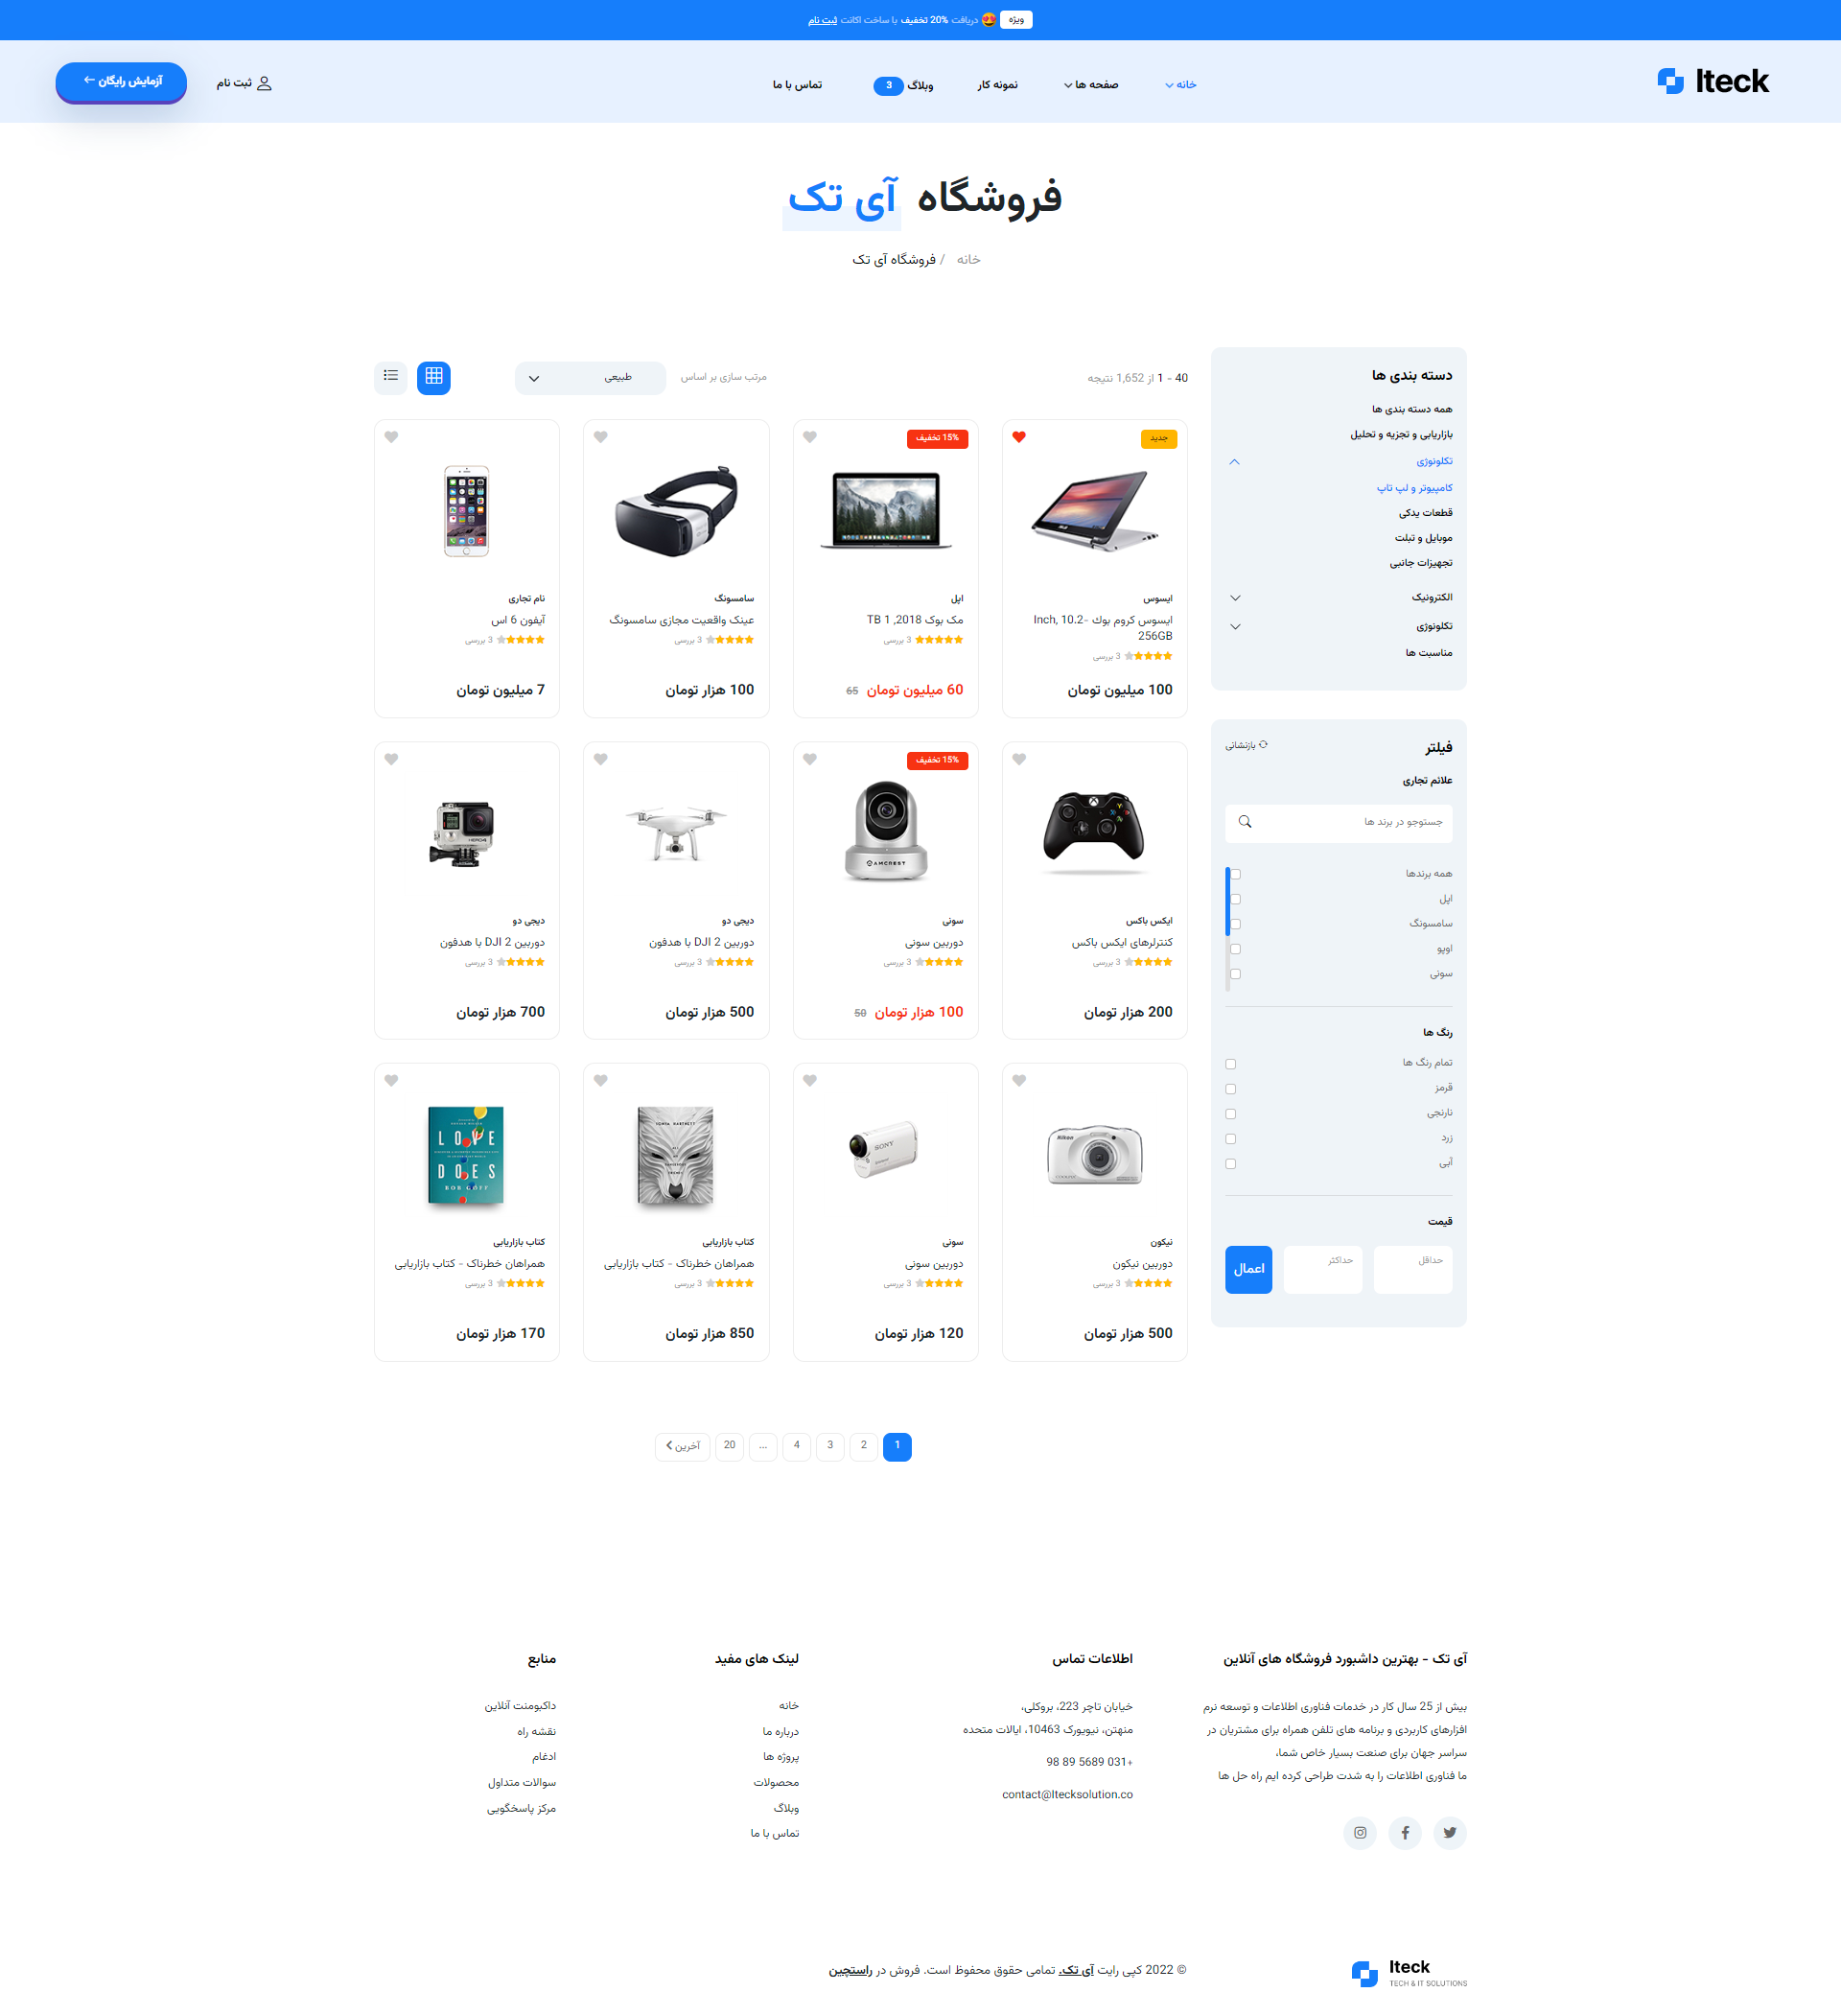 ویژه 😍 دریافت 20% تخفیف با ساخت اکانت ثبت نام
Iteck
خانه
صفحه ها
نمونه کار
وبلاگ 3
تماس با ما
ثبت نام
آزمایش رایگان
فروشگاه آی تک
خانه / فروشگاه آی تک
دسته بندی ها
همه دسته بندی ها
بازاریابی و تجزیه و تحلیل
تکلونوژی
کامپیوتر و لپ تاپ
قطعات یدکی
موبایل و تبلت
تجهیزات جانبی
الکترونیک
تکلونوژی
مناسبت ها
فیلتر
بازنشانی
علائم تجاری
جستوجو در برند ها
همه برندها
اپل
سامسونگ
اوپو
سونی
رنگ ها
تمام رنگ ها
قرمز
نارنجی
زرد
آبی
قیمت
حداقل
حداکثر
اعمال
1 - 40 از 1,652 نتیجه
مرتب سازی بر اساس
طبیعی
جدید
ایسوس
ایسوس کروم بوك -10.2 Inch,
256GB
3 بررسی
100 میلیون تومان
15% تخفیف
اپل
مک بوک 2018, 1 TB
3 بررسی
60 میلیون تومان 65
سامسونگ
عینک واقعیت مجازی سامسونگ
3 بررسی
100 هزار تومان
نام تجاری
آیفون 6 اس
3 بررسی
7 میلیون تومان
ایکس باکس
کنترلرهای ایکس باکس
3 بررسی
200 هزار تومان
15% تخفیف
AMCREST
سونی
دوربین سونی
3 بررسی
100 هزار تومان 50
دیجی دو
دوربین DJI 2 با هدفون
3 بررسی
500 هزار تومان
HERO4
دیجی دو
دوربین DJI 2 با هدفون
3 بررسی
700 هزار تومان
Nikon
نیکون
دوربین نیکون
3 بررسی
500 هزار تومان
SONY
سونی
دوربین سونی
3 بررسی
120 هزار تومان
SONYA HARTNETT
کتاب بازاریابی
همراهان خطرناک - کتاب بازاریابی
3 بررسی
850 هزار تومان
LOVE
DOES
BOB GOFF
کتاب بازاریابی
همراهان خطرناک - کتاب بازاریابی
3 بررسی
170 هزار تومان
1
2
3
4
...
20
آخرین
آی تک - بهترین داشبورد فروشگاه های آنلاین
بیش از 25 سال کار در خدمات فناوری اطلاعات و توسعه نرم
افزارهای کاربردی و برنامه های تلفن همراه برای مشتریان در
سراسر جهان برای صنعت بسیار خاص شما،
ما فناوری اطلاعات را به شدت طراحی کرده ایم راه حل ها
اطلاعات تماس
خیابان تاچر 223، بروکلی،
منهتن، نیویورک 10463، ایالات متحده
+031 5689 89 98
contact@Itecksolution.co
لینک های مفید
خانه
درباره ما
پروژه ها
محصولات
وبلاگ
تماس با ما
منابع
داکیومنت آنلاین
نقشه راه
ادغام
سوالات متداول
مرکز پاسخگویی
Iteck
TECH & IT SOLUTIONS
© 2022 کپی رایت آی تک. تمامی حقوق محفوظ است. فروش در راستچین